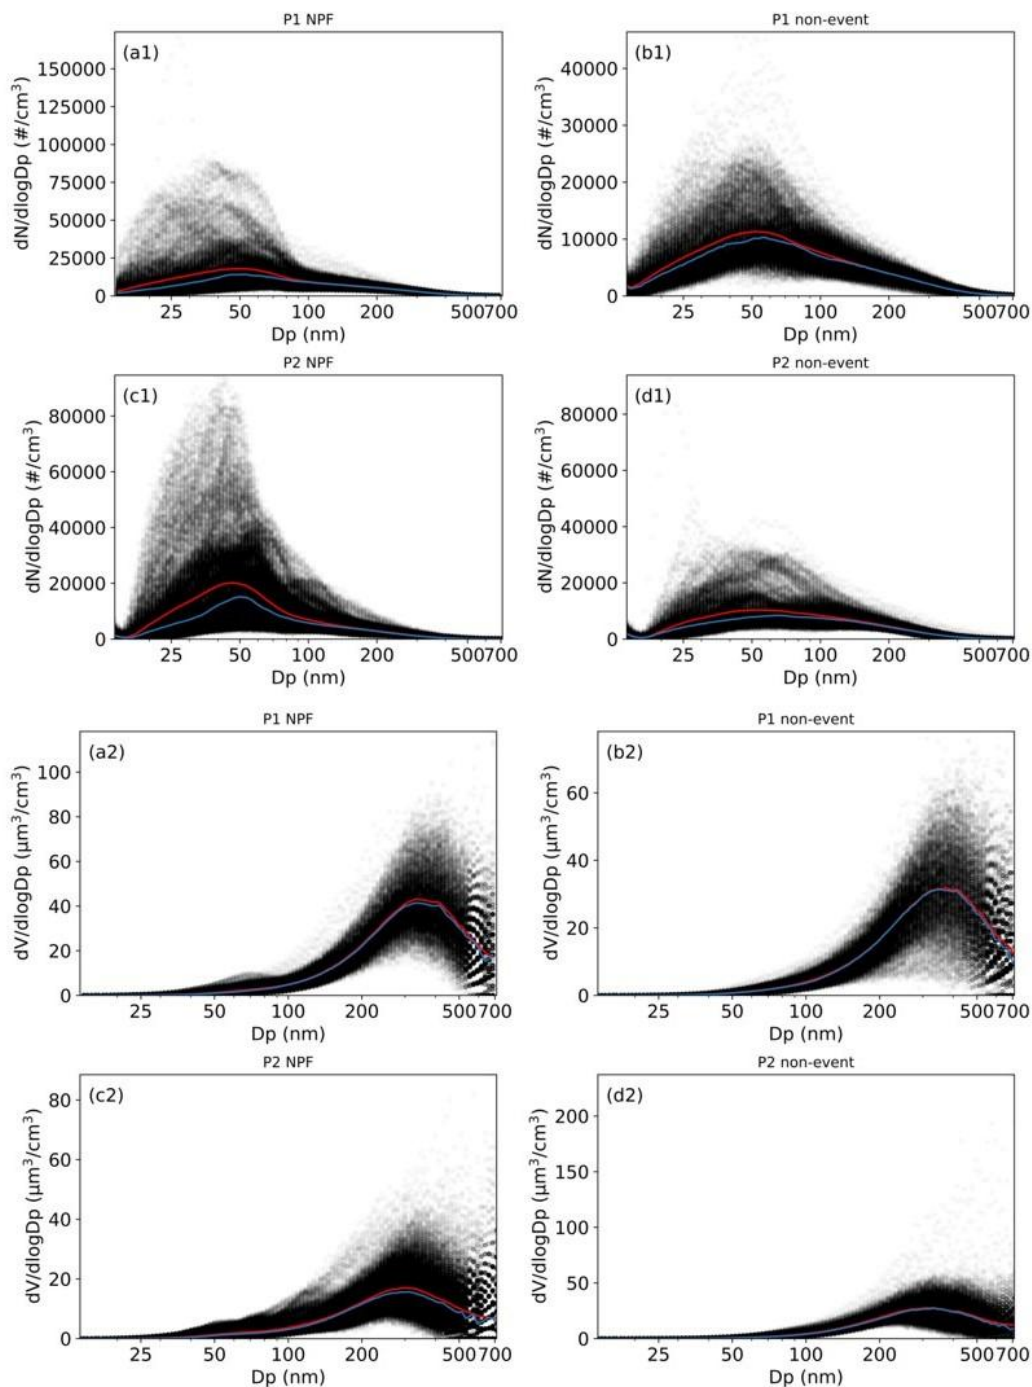 P1 NPF
(a1)
dN/dlogDp (#/cm³)
150000
125000
100000
75000
50000
25000
0
25 50 100 200 500700
Dp (nm)
P1 non-event
(b1)
dN/dlogDp (#/cm³)
40000
30000
20000
10000
0
25 50 100 200 500700
Dp (nm)
P2 NPF
(c1)
dN/dlogDp (#/cm³)
80000
60000
40000
20000
0
25 50 100 200 500700
Dp (nm)
P2 non-event
(d1)
dN/dlogDp (#/cm³)
80000
60000
40000
20000
0
25 50 100 200 500700
Dp (nm)
P1 NPF
(a2)
dV/dlogDp (μm³/cm³)
100
80
60
40
20
0
25 50 100 200 500700
Dp (nm)
P1 non-event
(b2)
dV/dlogDp (μm³/cm³)
60
40
20
0
25 50 100 200 500700
Dp (nm)
P2 NPF
(c2)
dV/dlogDp (μm³/cm³)
80
60
40
20
0
25 50 100 200 500700
Dp (nm)
P2 non-event
(d2)
dV/dlogDp (μm³/cm³)
200
150
100
50
0
25 50 100 200 500700
Dp (nm)